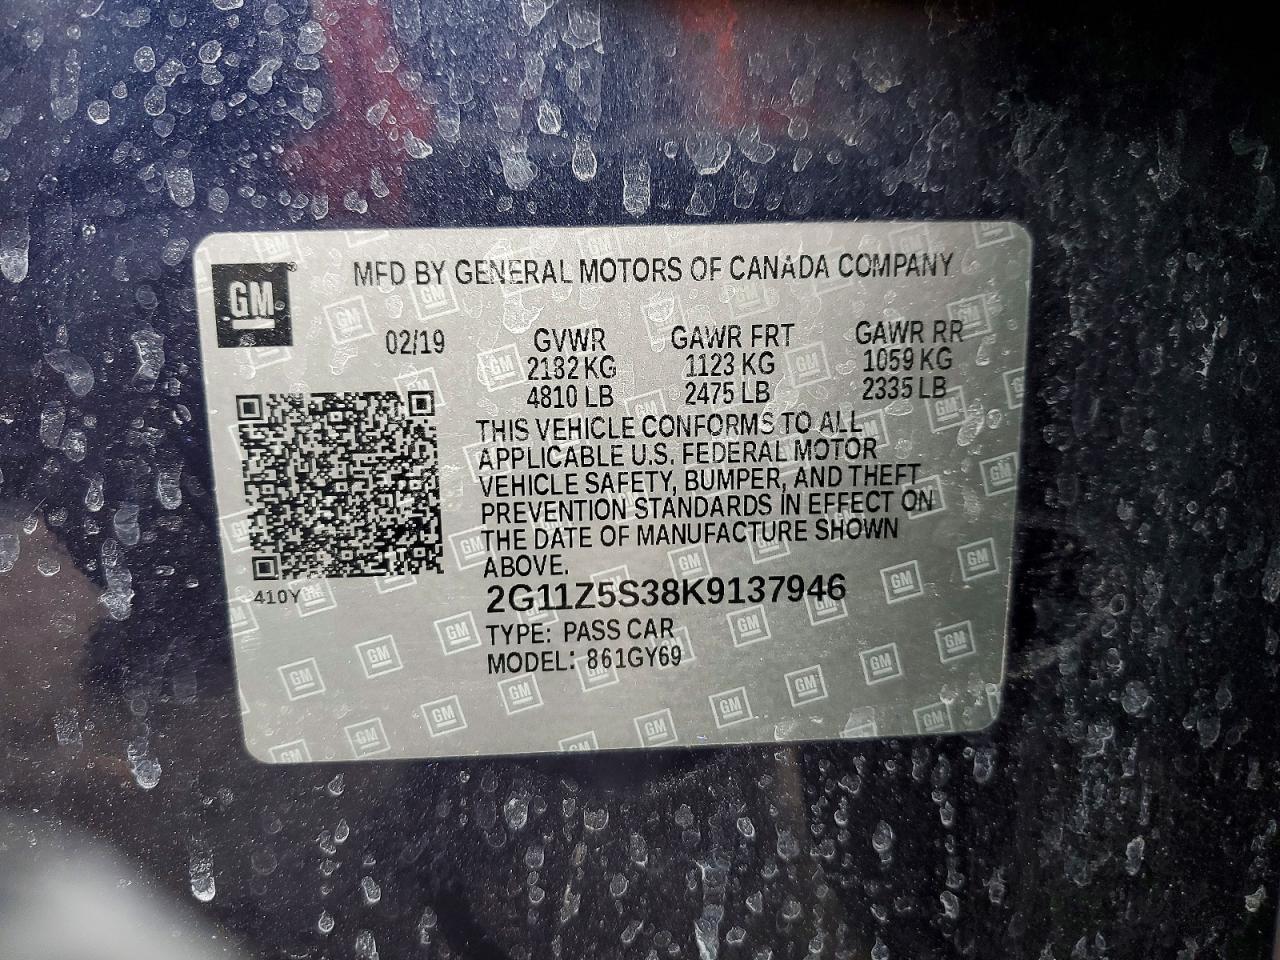 GM
MFD BY GENERAL MOTORS OF CANADA COMPANY
02/19 GVWR GAWR FRT GAWR RR
2182 KG 1123 KG 1059 KG
4810 LB 2475 LB 2335 LB
THIS VEHICLE CONFORMS TO ALL
APPLICABLE U.S. FEDERAL MOTOR
VEHICLE SAFETY, BUMPER, AND THEFT
PREVENTION STANDARDS IN EFFECT ON
THE DATE OF MANUFACTURE SHOWN
ABOVE.
410Y
2G11Z5S38K9137946
TYPE: PASS CAR
MODEL: 861GY69